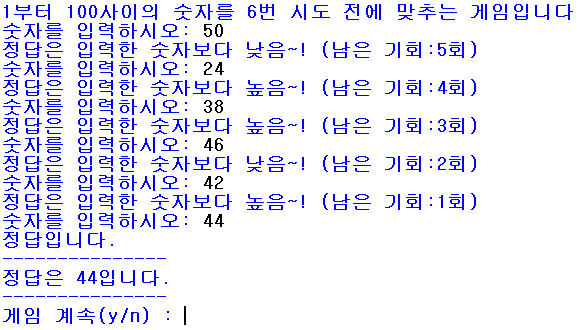 1부터 100사이의 숫자를 6번 시도 전에 맞추는 게임입니다
숫자를 입력하시오: 50
정답은 입력한 숫자보다 낮음~! (남은 기회:5회)
숫자를 입력하시오: 24
정답은 입력한 숫자보다 높음~! (남은 기회:4회)
숫자를 입력하시오: 38
정답은 입력한 숫자보다 높음~! (남은 기회:3회)
숫자를 입력하시오: 46
정답은 입력한 숫자보다 낮음~! (남은 기회:2회)
숫자를 입력하시오: 42
정답은 입력한 숫자보다 높음~! (남은 기회:1회)
숫자를 입력하시오: 44
정답입니다.
---------------
정답은 44입니다.
---------------
게임 계속(y/n) :